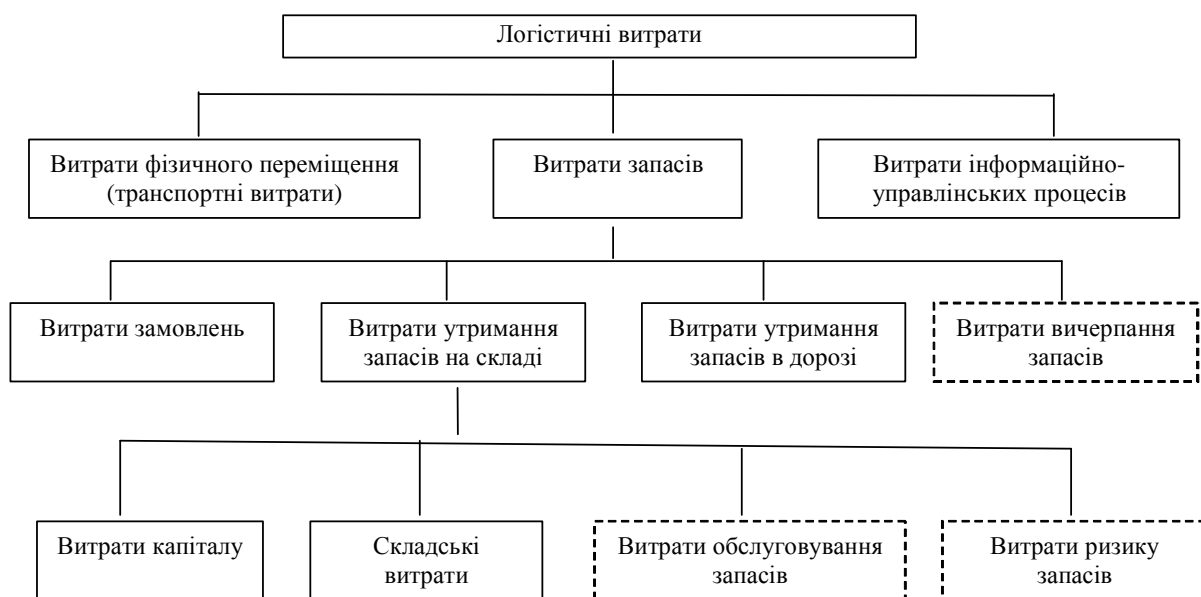 Логістичні витрати
Витрати фізичного переміщення
(транспортні витрати)
Витрати запасів
Витрати інформаційно-
управлінських процесів
Витрати замовлень
Витрати утримання
запасів на складі
Витрати утримання
запасів в дорозі
Витрати вичерпання
запасів
Витрати капіталу
Складські
витрати
Витрати обслуговування
запасів
Витрати ризику
запасів